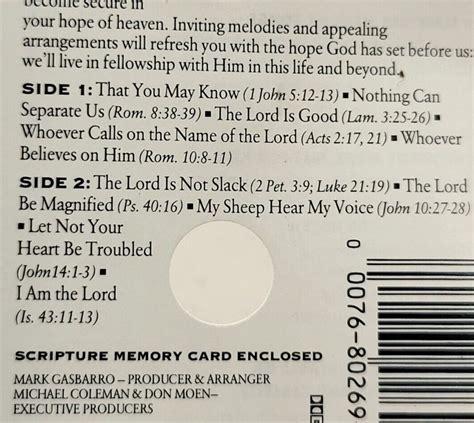 become secure in
your hope of heaven. Inviting melodies and appealing
arrangements will refresh you with the hope God has set before us:
we'll live in fellowship with Him in this life and beyond.
SIDE 1: That You May Know (1 John 5:12-13) ▪ Nothing Can
Separate Us (Rom. 8:38-39) ▪ The Lord Is Good (Lam. 3:25-26) ▪
Whoever Calls on the Name of the Lord (Acts 2:17, 21) ▪ Whoever
Believes on Him (Rom. 10:8-11)
SIDE 2: The Lord Is Not Slack (2 Pet. 3:9; Luke 21:19) ▪ The Lord
Be Magnified (Ps. 40:16) ▪ My Sheep Hear My Voice (John 10:27-28)
▪ Let Not Your
Heart Be Troubled
(John 14:1-3) ▪
I Am the Lord
(Is. 43:11-13)
SCRIPTURE MEMORY CARD ENCLOSED
MARK GASBARRO – PRODUCER & ARRANGER
MICHAEL COLEMAN & DON MOEN–
EXECUTIVE PRODUCERS
0 0076-80269